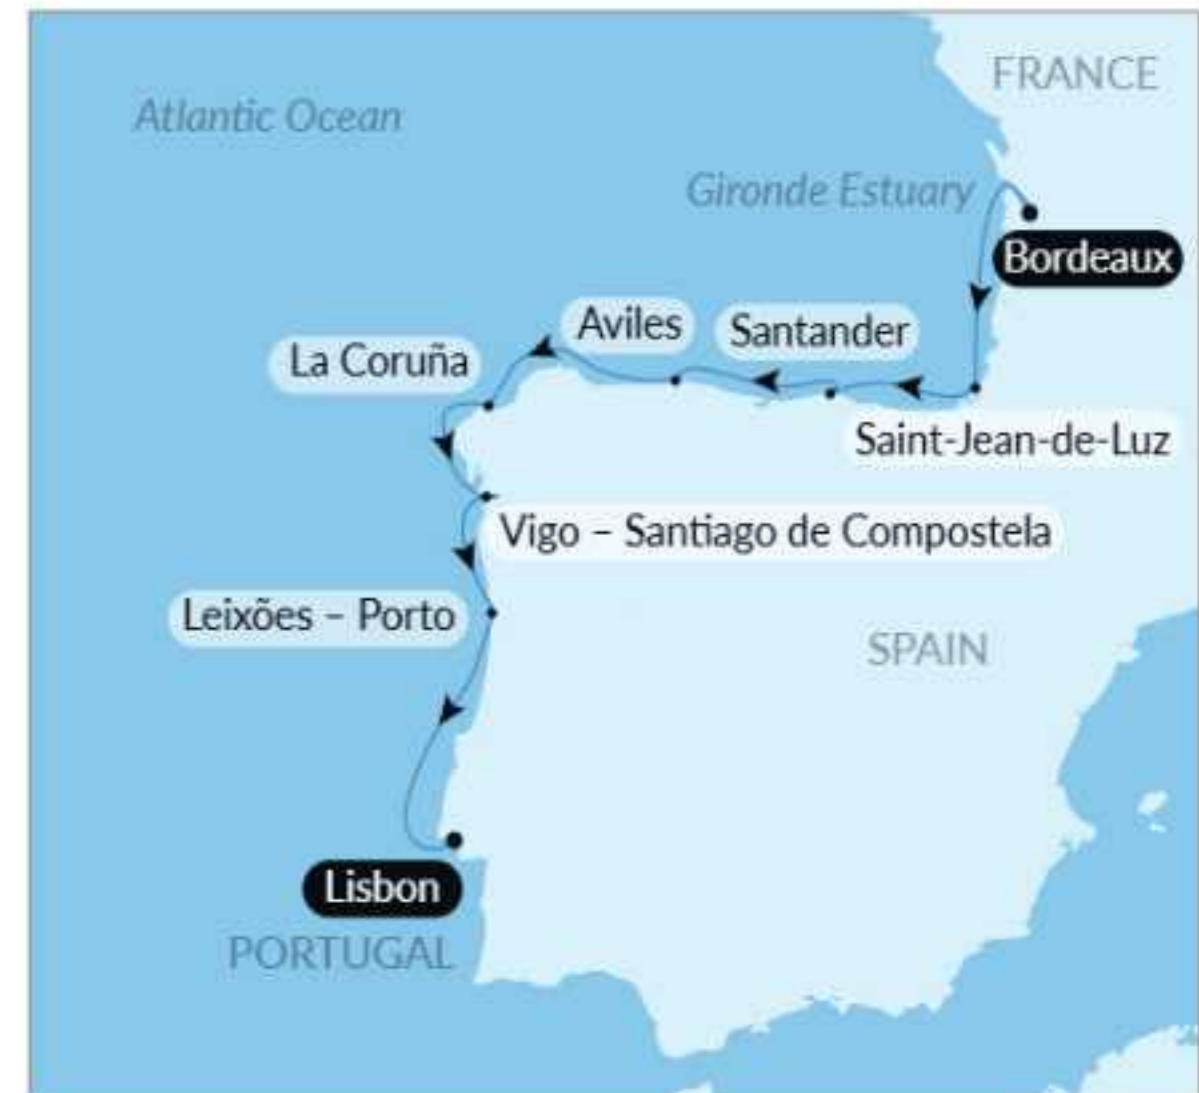 FRANCE
Atlantic Ocean
Gironde Estuary
Bordeaux
Aviles
Santander
La Coruña
Saint-Jean-de-Luz
Vigo – Santiago de Compostela
Leixões – Porto
SPAIN
Lisbon
PORTUGAL